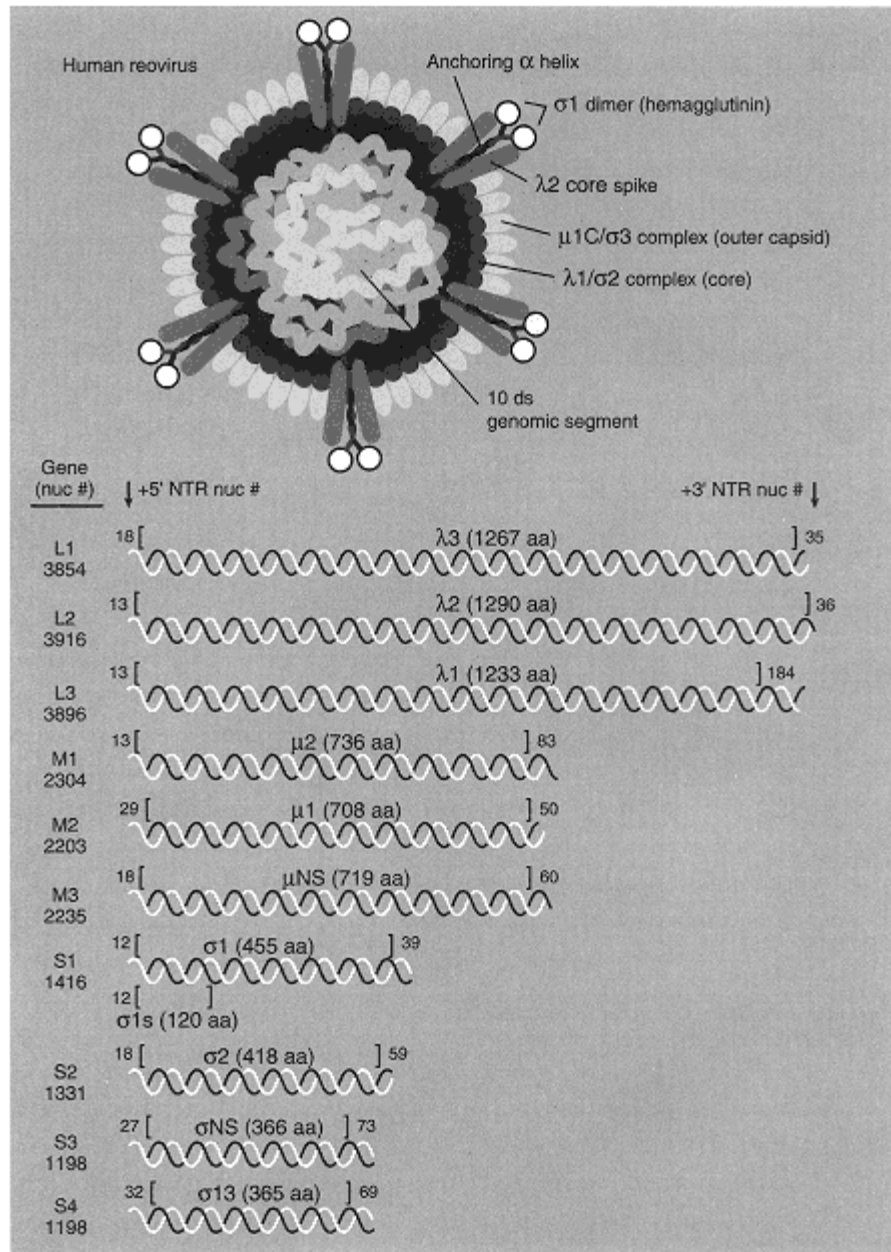 Human reovirus
Anchoring α helix
σ1 dimer (hemagglutinin)
λ2 core spike
μ1C/σ3 complex (outer capsid)
λ1/σ2 complex (core)
10 ds
genomic segment
Gene
(nuc #)
+5' NTR nuc #
+3' NTR nuc #
L1
3854
18 [ λ3 (1267 aa) ] 35
L2
3916
13 [ λ2 (1290 aa) ] 36
L3
3896
13 [ λ1 (1233 aa) ] 184
M1
2304
13 [ μ2 (736 aa) ] 83
M2
2203
29 [ μ1 (708 aa) ] 50
M3
2235
18 [ μNS (719 aa) ] 60
S1
1416
12 [ σ1 (455 aa) ] 39
12 [ ]
σ1s (120 aa)
S2
1331
18 [ σ2 (418 aa) ] 59
S3
1198
27 [ σNS (366 aa) ] 73
S4
1198
32 [ σ13 (365 aa) ] 69